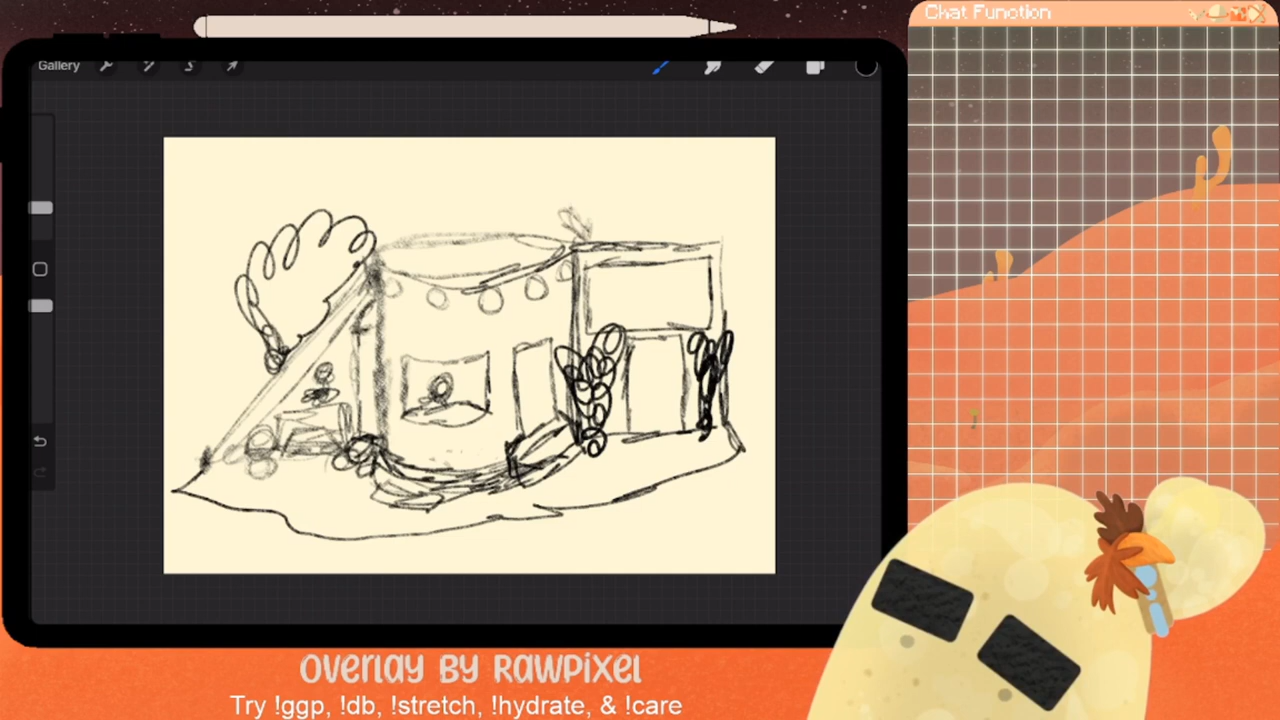 Chat Function
Gallery
Overlay by Rawpixel
Try !ggp, !db, !stretch, !hydrate, & !care